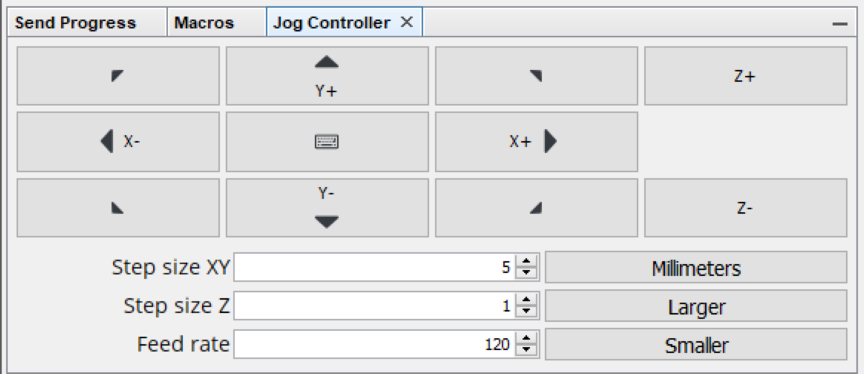 Send Progress Macros Jog Controller ×
Y+ Z+
X- X+
Y- Z-
Step size XY 5 Millimeters
Step size Z 1 Larger
Feed rate 120 Smaller